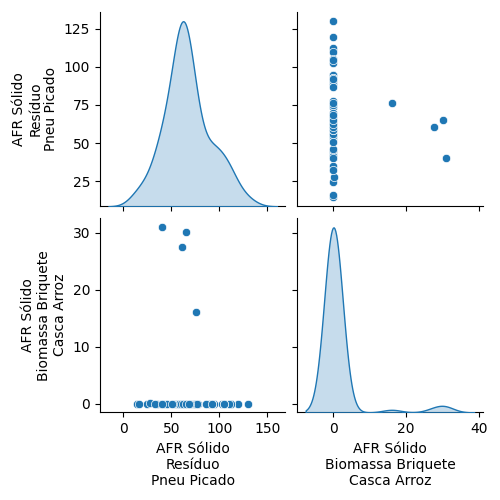 125
100
75
50
25
AFR Sólido
Resíduo
Pneu Picado
30
20
10
0
AFR Sólido
Biomassa Briquete
Casca Arroz
0 50 100 150
AFR Sólido
Resíduo
Pneu Picado
0 20 40
AFR Sólido
Biomassa Briquete
Casca Arroz